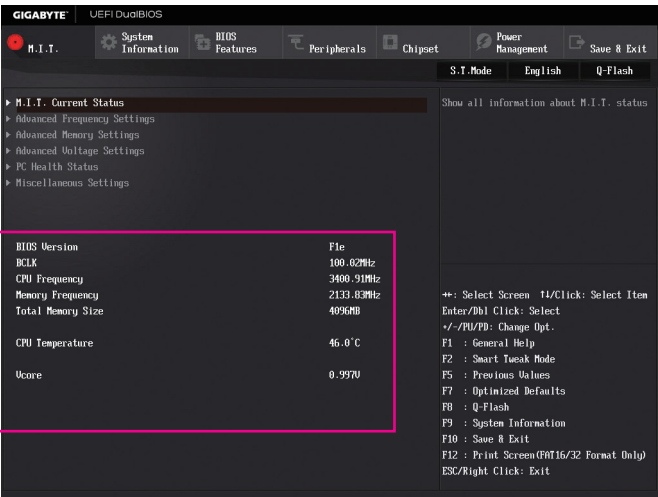 GIGABYTE™ UEFI DualBIOS
M.I.T.
System Information
BIOS Features
Peripherals
Chipset
Power Management
Save & Exit
S.T.Mode English Q-Flash
M.I.T. Current Status
Show all information about M.I.T. status
Advanced Frequency Settings
Advanced Memory Settings
Advanced Voltage Settings
PC Health Status
Miscellaneous Settings
BIOS Version F1e
BCLK 100.02MHz
CPU Frequency 3400.91MHz
Memory Frequency 2133.83MHz
Total Memory Size 4096MB
CPU Temperature 46.0°C
Vcore 0.997V
→←: Select Screen ↑↓/Click: Select Item
Enter/Dbl Click: Select
+/-/PU/PD: Change Opt.
F1 : General Help
F2 : Smart Tweak Mode
F5 : Previous Values
F7 : Optimized Defaults
F8 : Q-Flash
F9 : System Information
F10 : Save & Exit
F12 : Print Screen(FAT16/32 Format Only)
ESC/Right Click: Exit